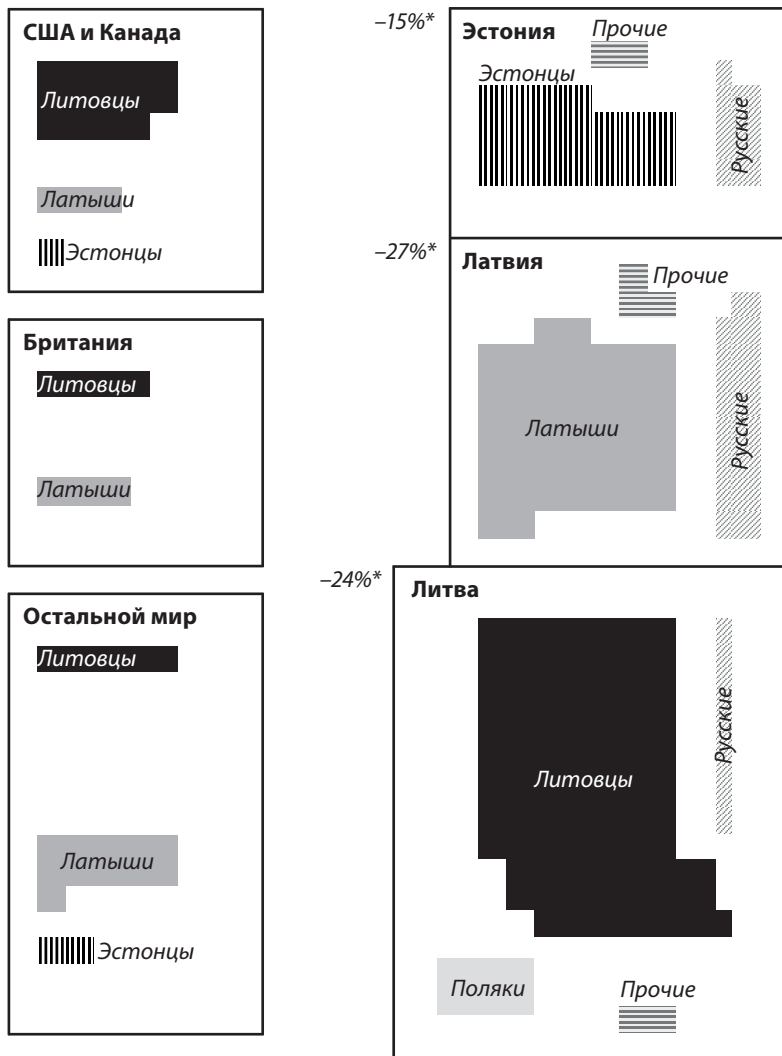 США и Канада
Литовцы
Латыши
Эстонцы
Британия
Литовцы
Латыши
Остальной мир
Литовцы
Латыши
Эстонцы
–15%*
Эстония
Прочие
Эстонцы
Русские
–27%*
Латвия
Прочие
Латыши
Русские
–24%*
Литва
Русские
Литовцы
Поляки
Прочие